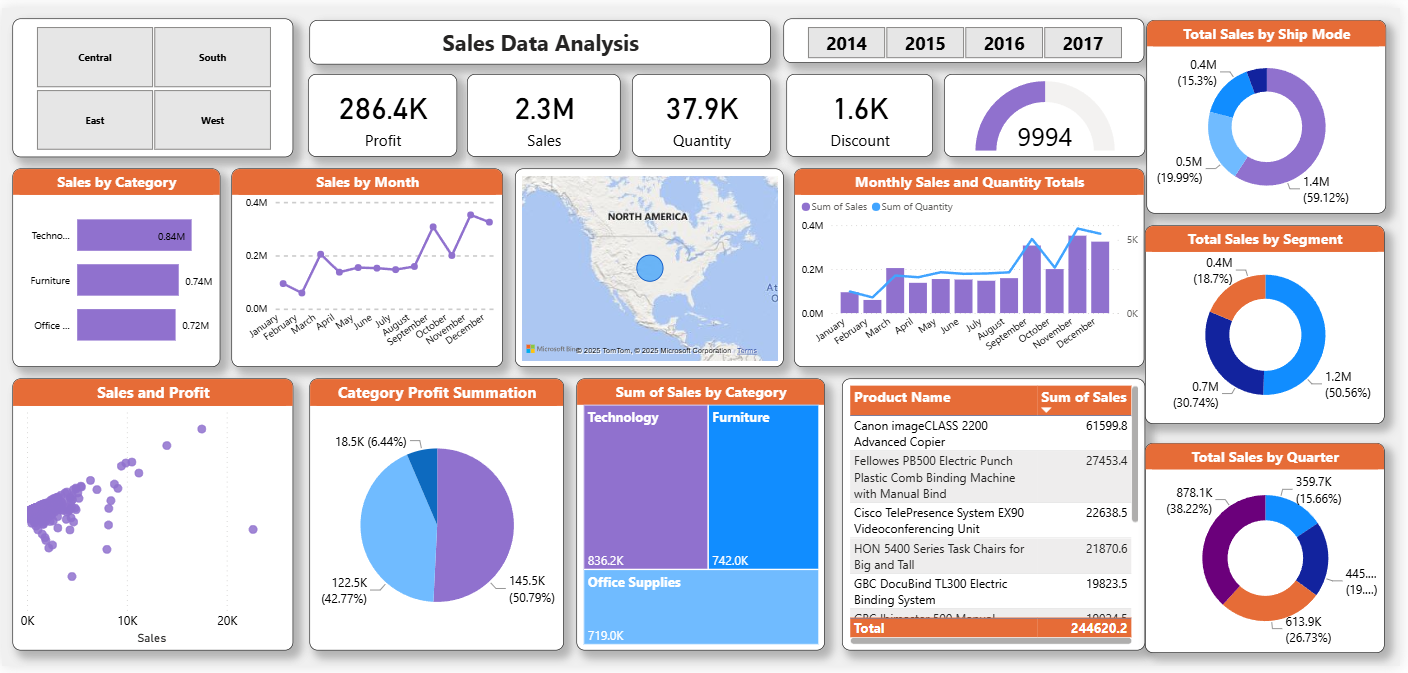 Central
South
East
West
Sales Data Analysis
2014
2015
2016
2017
286.4K
Profit
2.3M
Sales
37.9K
Quantity
1.6K
Discount
9994
Total Sales by Ship Mode
0.4M
(15.3%)
0.5M
(19.99%)
1.4M
(59.12%)
Sales by Category
Techno...
0.84M
Furniture
0.74M
Office ...
0.72M
Sales by Month
0.4M
0.2M
0.0M
January
February
March
April
May
June
July
August
September
October
November
December
NORTH AMERICA
At
O
Microsoft Bing
© 2025 TomTom, © 2025 Microsoft Corporation
Terms
Monthly Sales and Quantity Totals
Sum of Sales
Sum of Quantity
0.4M
0.2M
0.0M
5K
0K
January
February
March
April
May
June
July
August
September
October
November
December
Total Sales by Segment
0.4M
(18.7%)
0.7M
(30.74%)
1.2M
(50.56%)
Sales and Profit
0K
10K
20K
Sales
Category Profit Summation
18.5K (6.44%)
122.5K
(42.77%)
145.5K
(50.79%)
Sum of Sales by Category
Technology
836.2K
Furniture
742.0K
Office Supplies
719.0K
Product Name
Sum of Sales
Canon imageCLASS 2200
Advanced Copier
61599.8
Fellowes PB500 Electric Punch
Plastic Comb Binding Machine
with Manual Bind
27453.4
Cisco TelePresence System EX90
Videoconferencing Unit
22638.5
HON 5400 Series Task Chairs for
Big and Tall
21870.6
GBC DocuBind TL300 Electric
Binding System
19823.5
Total
244620.2
Total Sales by Quarter
878.1K
(38.22%)
359.7K
(15.66%)
445....
(19....)
613.9K
(26.73%)